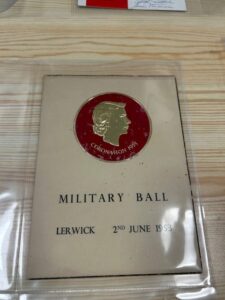 CORONATION 1953
MILITARY BALL
LERWICK 2ND JUNE 1953